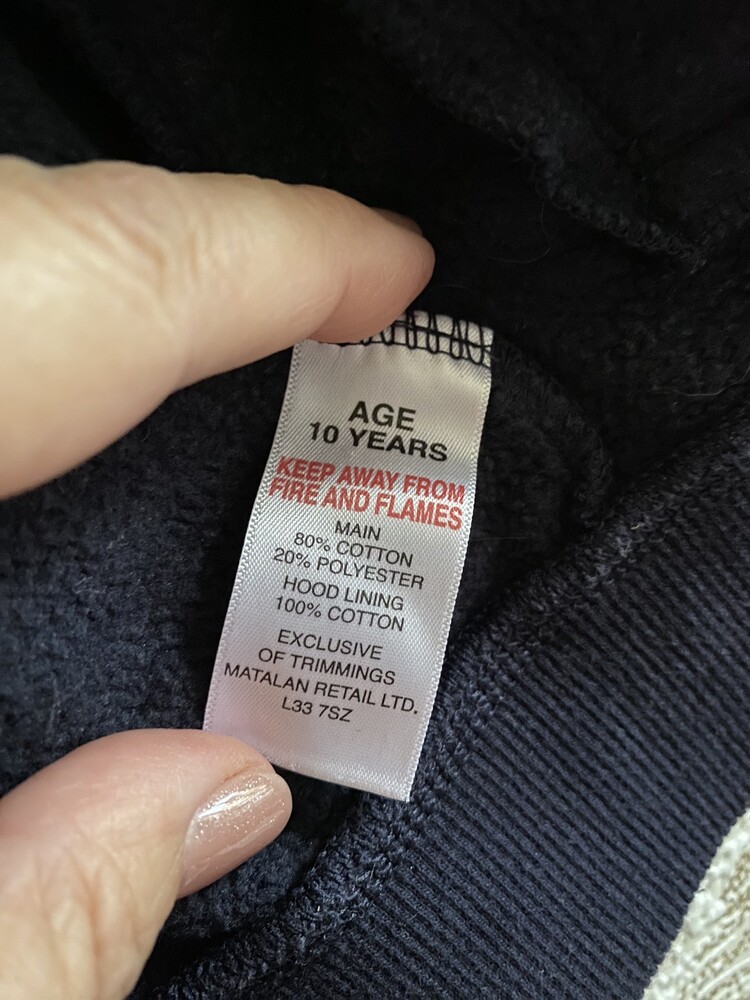 AGE
10 YEARS
KEEP AWAY FROM
FIRE AND FLAMES
MAIN
80% COTTON
20% POLYESTER
HOOD LINING
100% COTTON
EXCLUSIVE
OF TRIMMINGS
MATALAN RETAIL LTD.
L33 7SZ